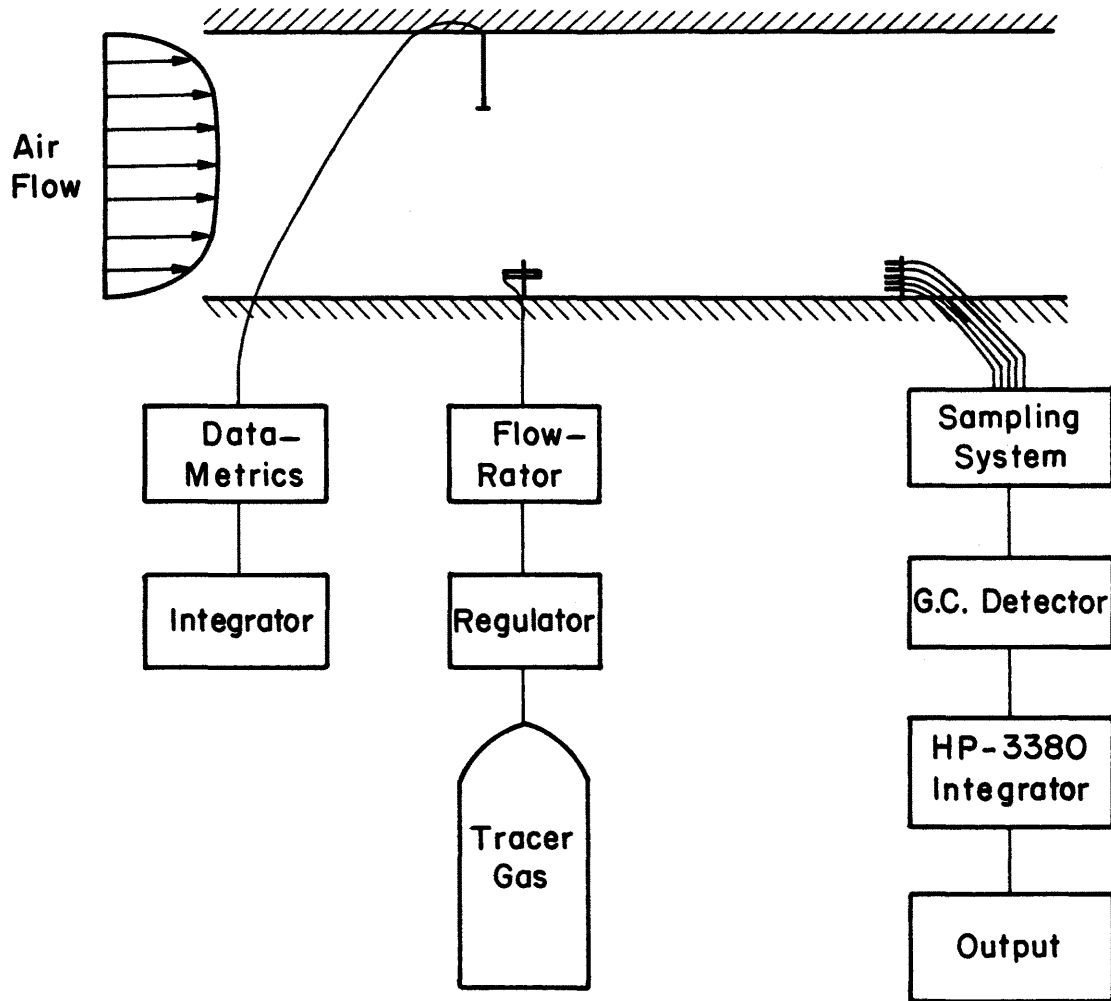 Air
Flow
Data-
Metrics
Integrator
Flow-
Rator
Regulator
Tracer
Gas
Sampling
System
G.C. Detector
HP-3380
Integrator
Output